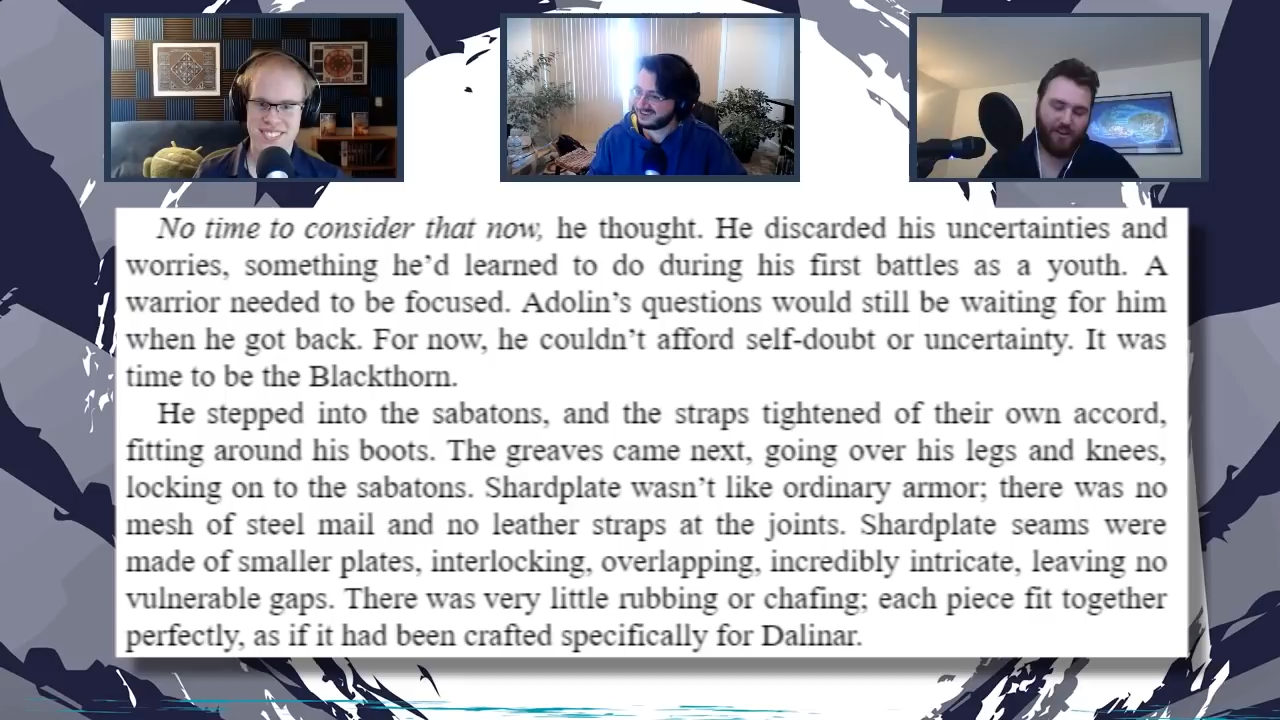 No time to consider that now, he thought. He discarded his uncertainties and
worries, something he’d learned to do during his first battles as a youth. A
warrior needed to be focused. Adolin’s questions would still be waiting for him
when he got back. For now, he couldn’t afford self-doubt or uncertainty. It was
time to be the Blackthorn.
He stepped into the sabatons, and the straps tightened of their own accord,
fitting around his boots. The greaves came next, going over his legs and knees,
locking on to the sabatons. Shardplate wasn’t like ordinary armor; there was no
mesh of steel mail and no leather straps at the joints. Shardplate seams were
made of smaller plates, interlocking, overlapping, incredibly intricate, leaving no
vulnerable gaps. There was very little rubbing or chafing; each piece fit together
perfectly, as if it had been crafted specifically for Dalinar.